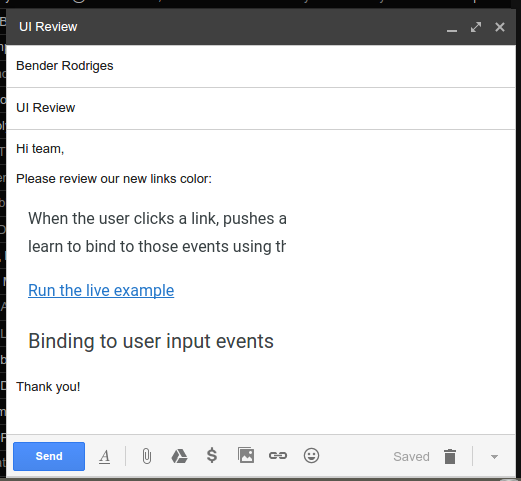 UI Review
Bender Rodriges
UI Review
Hi team,
Please review our new links color:
When the user clicks a link, pushes a
learn to bind to those events using th
Run the live example
Binding to user input events
Thank you!
Send A $ Saved